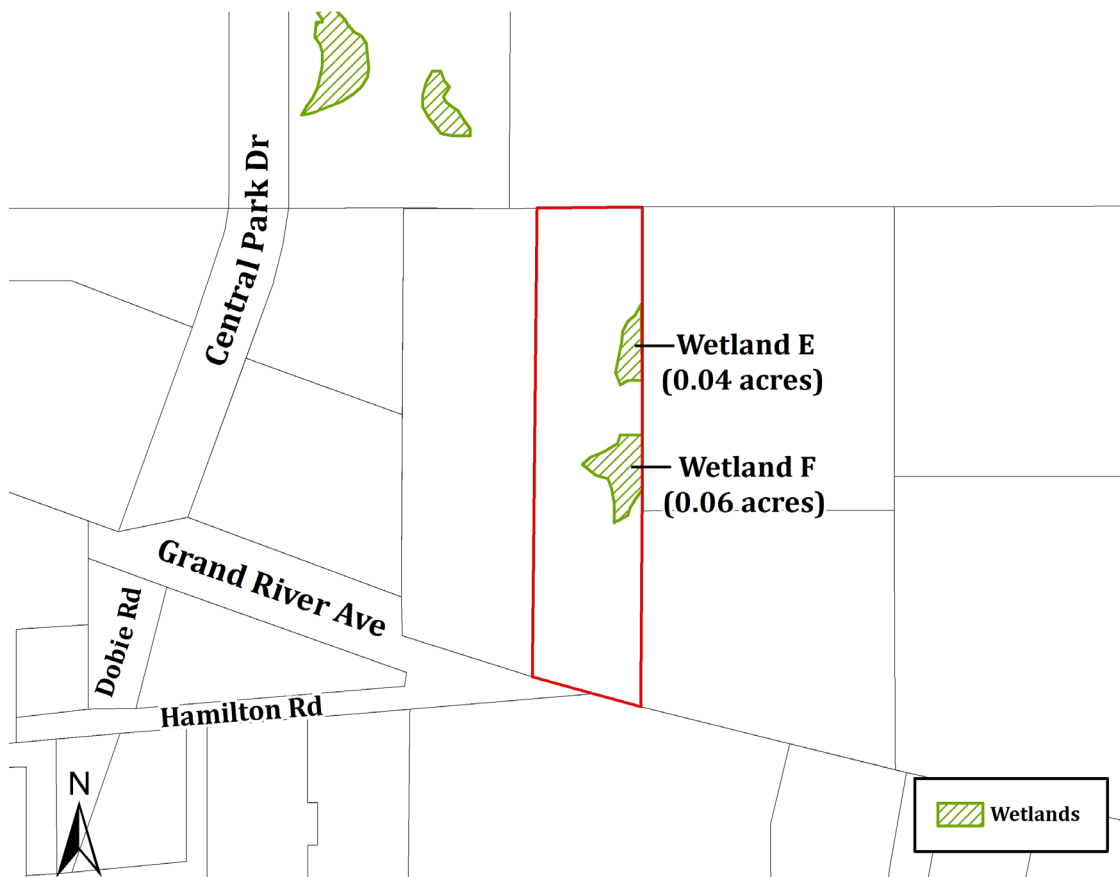 Central Park Dr
Wetland E
(0.04 acres)
Wetland F
(0.06 acres)
Grand River Ave
Dobie Rd
Hamilton Rd
N
Wetlands